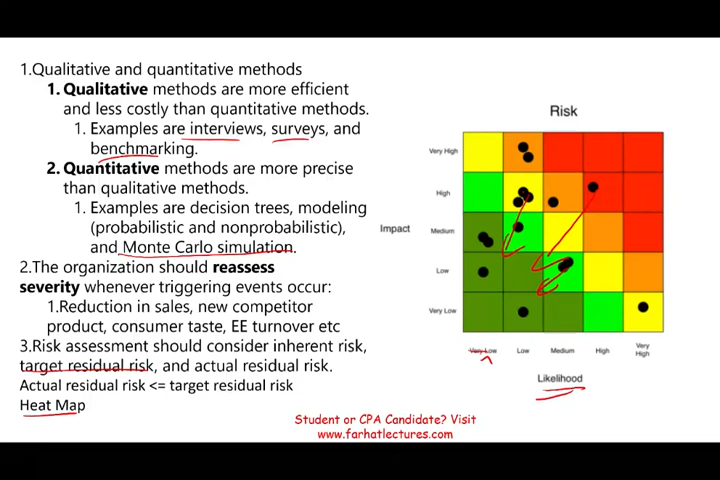 1.Qualitative and quantitative methods
1. Qualitative methods are more efficient
and less costly than quantitative methods.
1. Examples are interviews, surveys, and
benchmarking.
2. Quantitative methods are more precise
than qualitative methods.
1. Examples are decision trees, modeling
(probabilistic and nonprobabilistic),
and Monte Carlo simulation.
2.The organization should reassess
severity whenever triggering events occur:
1.Reduction in sales, new competitor
product, consumer taste, EE turnover etc
3.Risk assessment should consider inherent risk,
target residual risk, and actual residual risk.
Actual residual risk <= target residual risk
Heat Map
Risk
Very High
High
Impact
Medium
Low
Very Low
Very Low
Low
Medium
High
Very
High
Likelihood
Student or CPA Candidate? Visit
www.farhatlectures.com